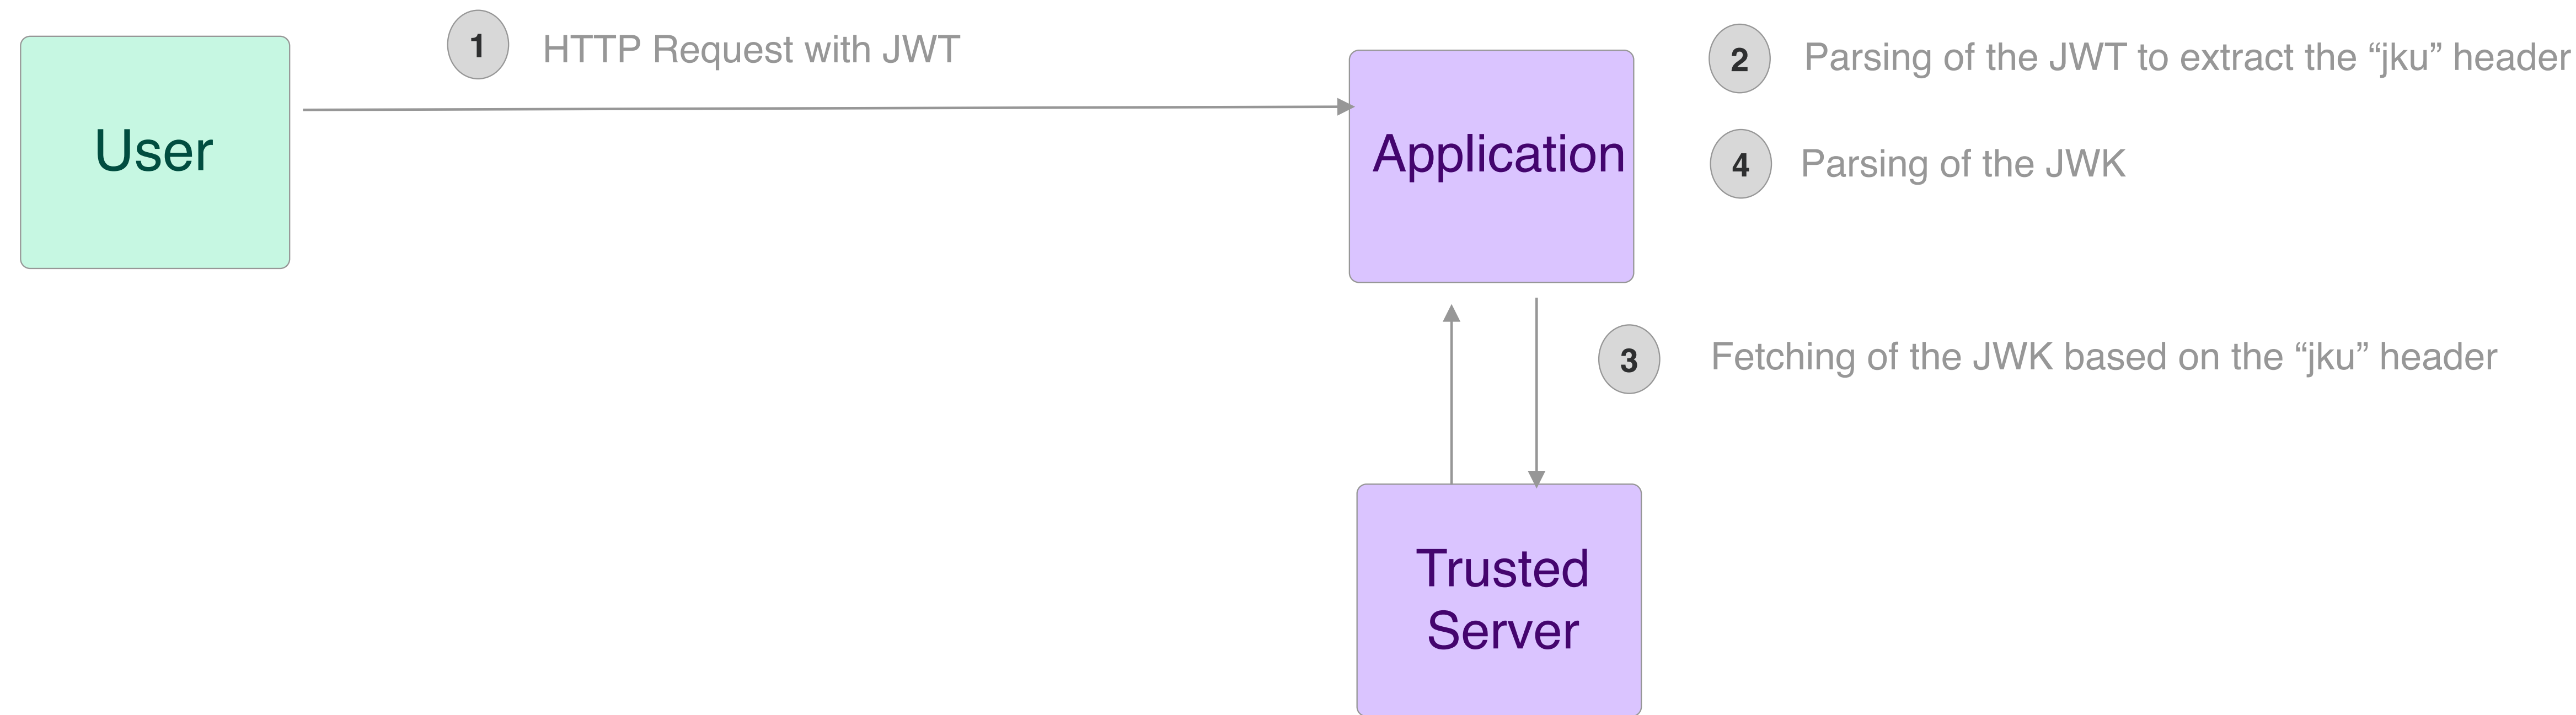 1 HTTP Request with JWT
2 Parsing of the JWT to extract the “jku” header
User
Application
4 Parsing of the JWK
3 Fetching of the JWK based on the “jku” header
Trusted
Server